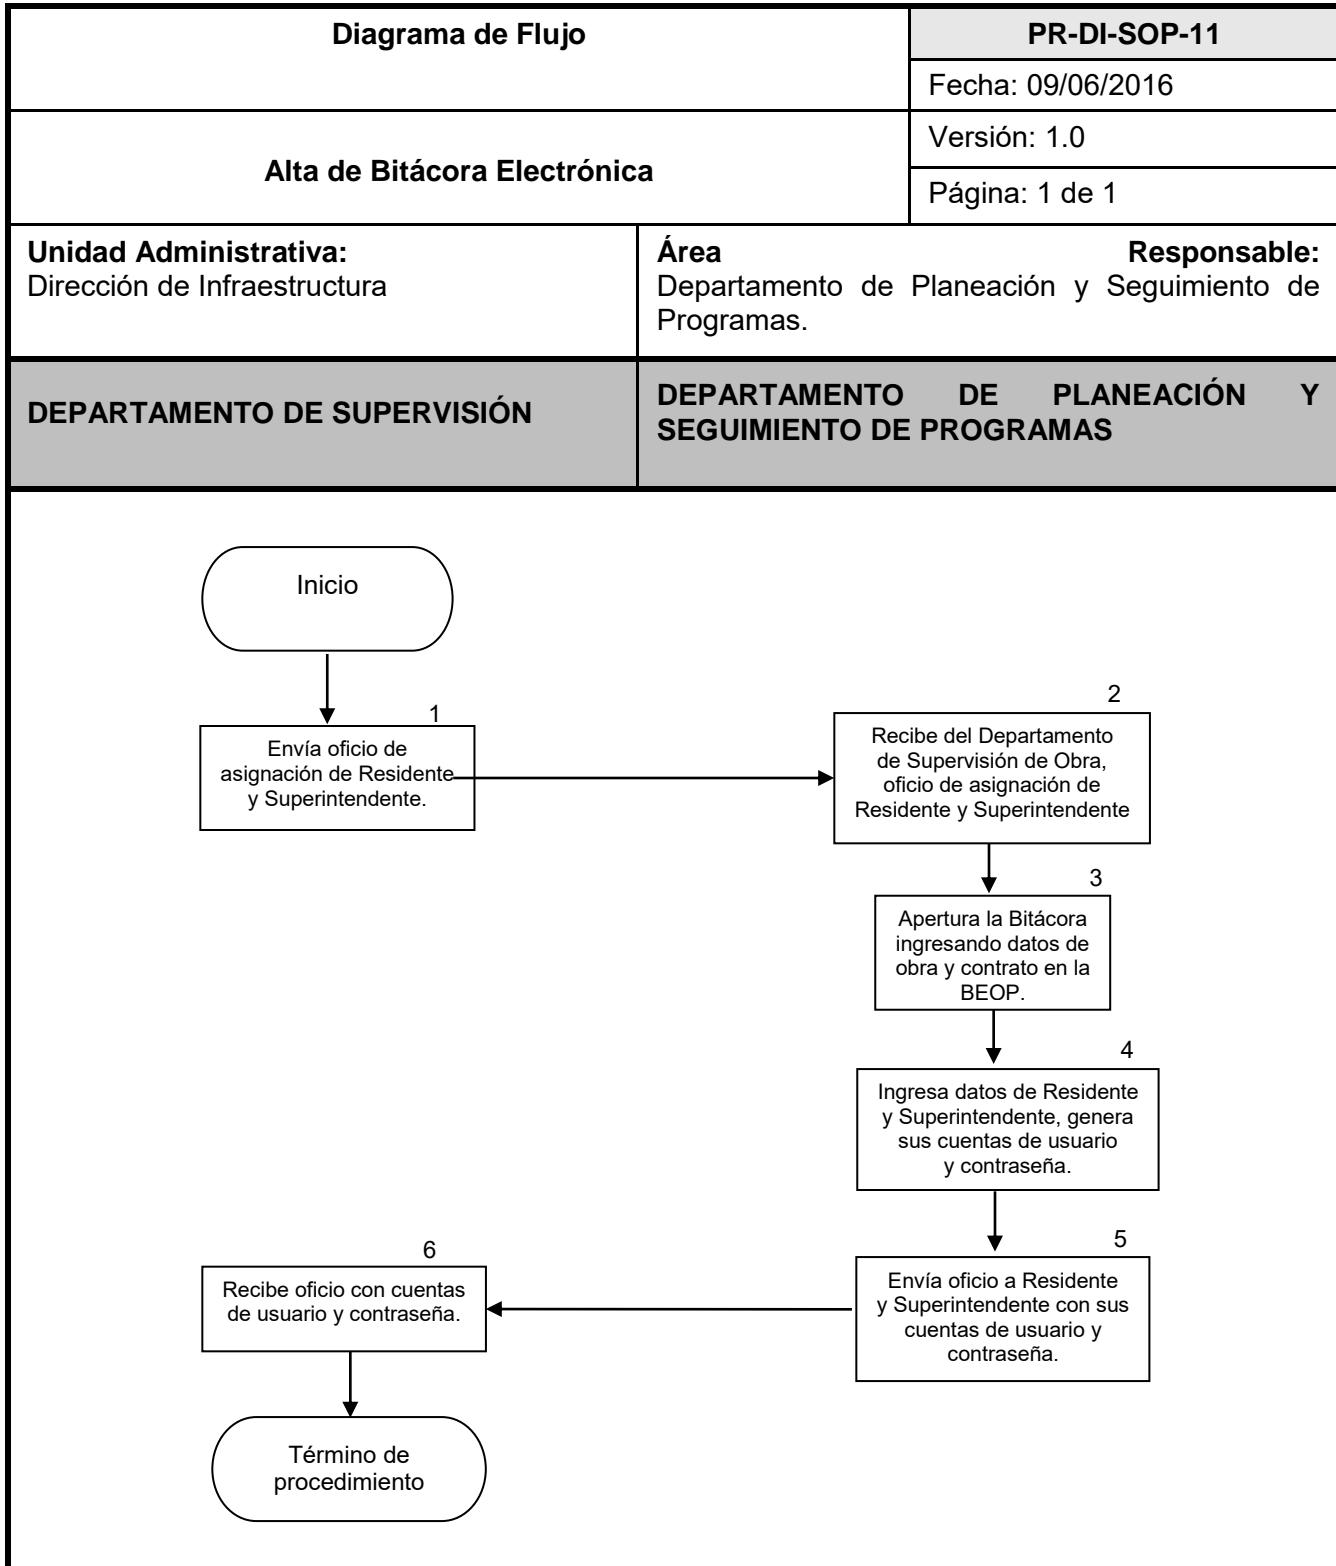 Diagrama de Flujo
PR-DI-SOP-11
Fecha: 09/06/2016
Alta de Bitácora Electrónica
Versión: 1.0
Página: 1 de 1
Unidad Administrativa:
Dirección de Infraestructura
Área Responsable:
Departamento de Planeación y Seguimiento de
Programas.
DEPARTAMENTO DE SUPERVISIÓN
DEPARTAMENTO DE PLANEACIÓN Y
SEGUIMIENTO DE PROGRAMAS
Inicio
1
Envía oficio de
asignación de Residente
y Superintendente.
2
Recibe del Departamento
de Supervisión de Obra,
oficio de asignación de
Residente y Superintendente
3
Apertura la Bitácora
ingresando datos de
obra y contrato en la
BEOP.
4
Ingresa datos de Residente
y Superintendente, genera
sus cuentas de usuario
y contraseña.
5
Envía oficio a Residente
y Superintendente con sus
cuentas de usuario y
contraseña.
6
Recibe oficio con cuentas
de usuario y contraseña.
Término de
procedimiento